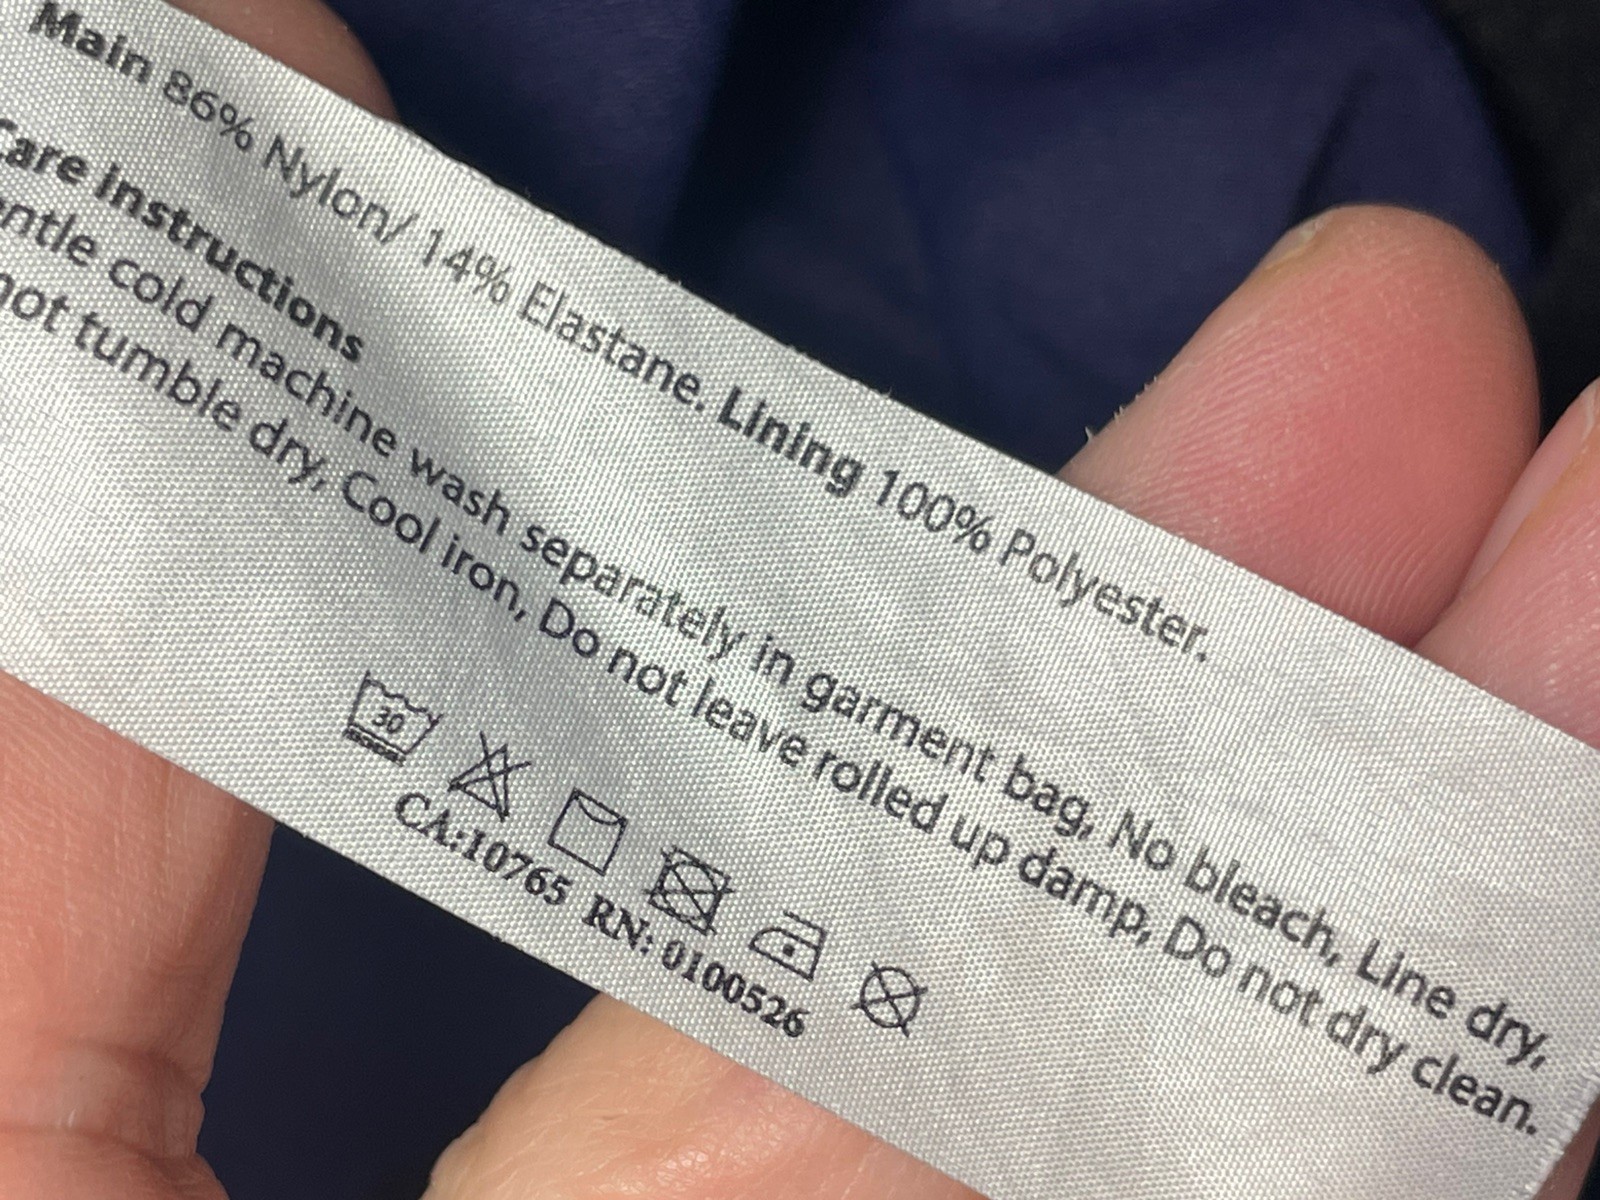 Main 86% Nylon/ 14% Elastane. Lining 100% Polyester.
Care Instructions
entle cold machine wash separately in garment bag, No bleach, Line dry,
not tumble dry, Cool iron, Do not leave rolled up damp, Do not dry clean.
30
CA:10765 RN: 0100526